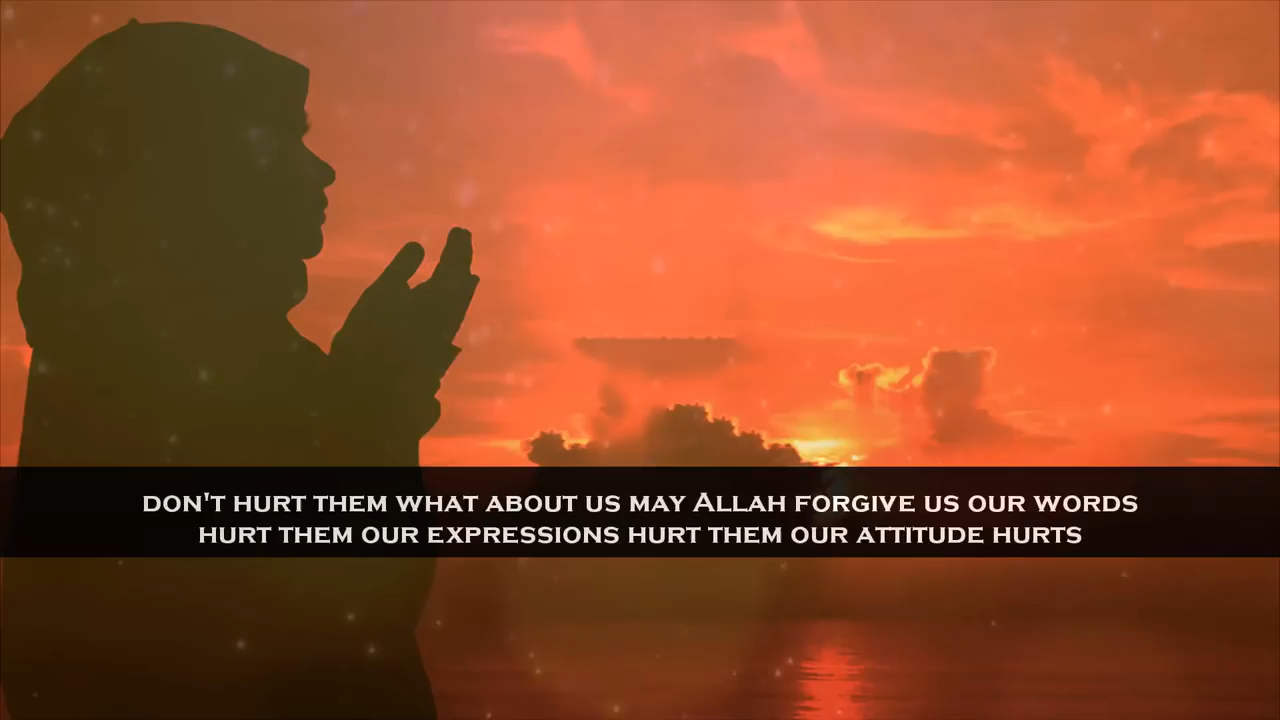 DON'T HURT THEM WHAT ABOUT US MAY ALLAH FORGIVE US OUR WORDS
HURT THEM OUR EXPRESSIONS HURT THEM OUR ATTITUDE HURTS